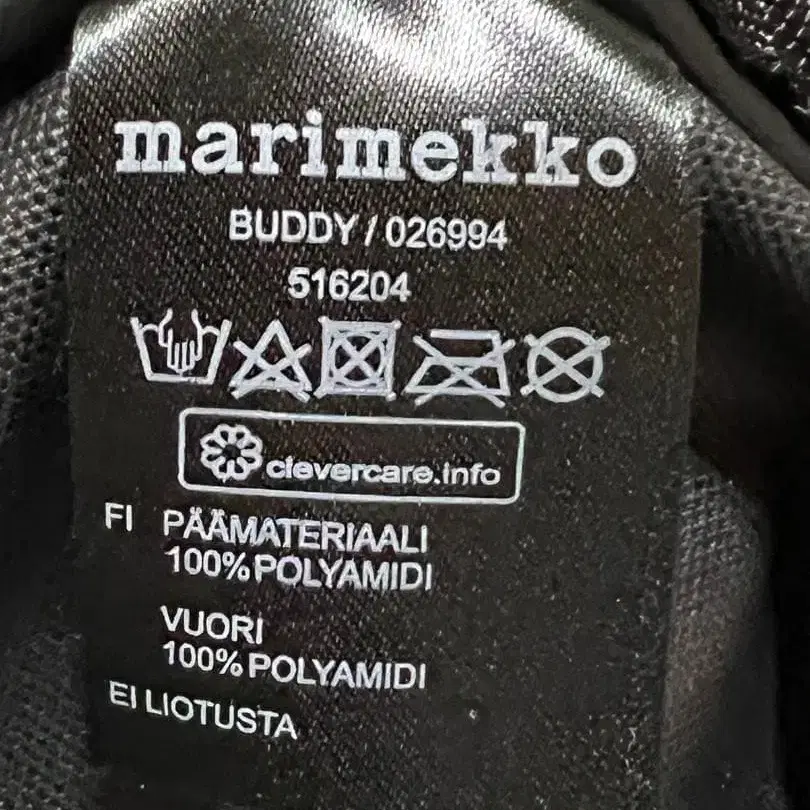 marimekko
BUDDY / 026994
516204
clevercare.info
FI PÄÄMATERIAALI
100% POLYAMIDI
VUORI
100% POLYAMIDI
EI LIOTUSTA